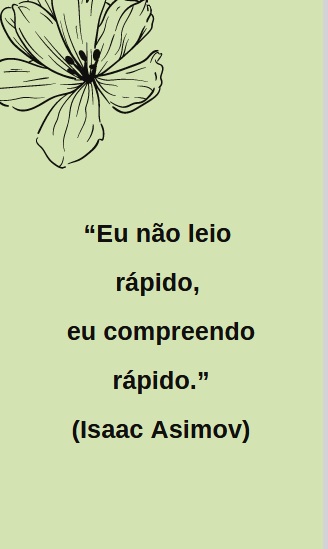 “Eu não leio
rápido,
eu compreendo
rápido.”
(Isaac Asimov)